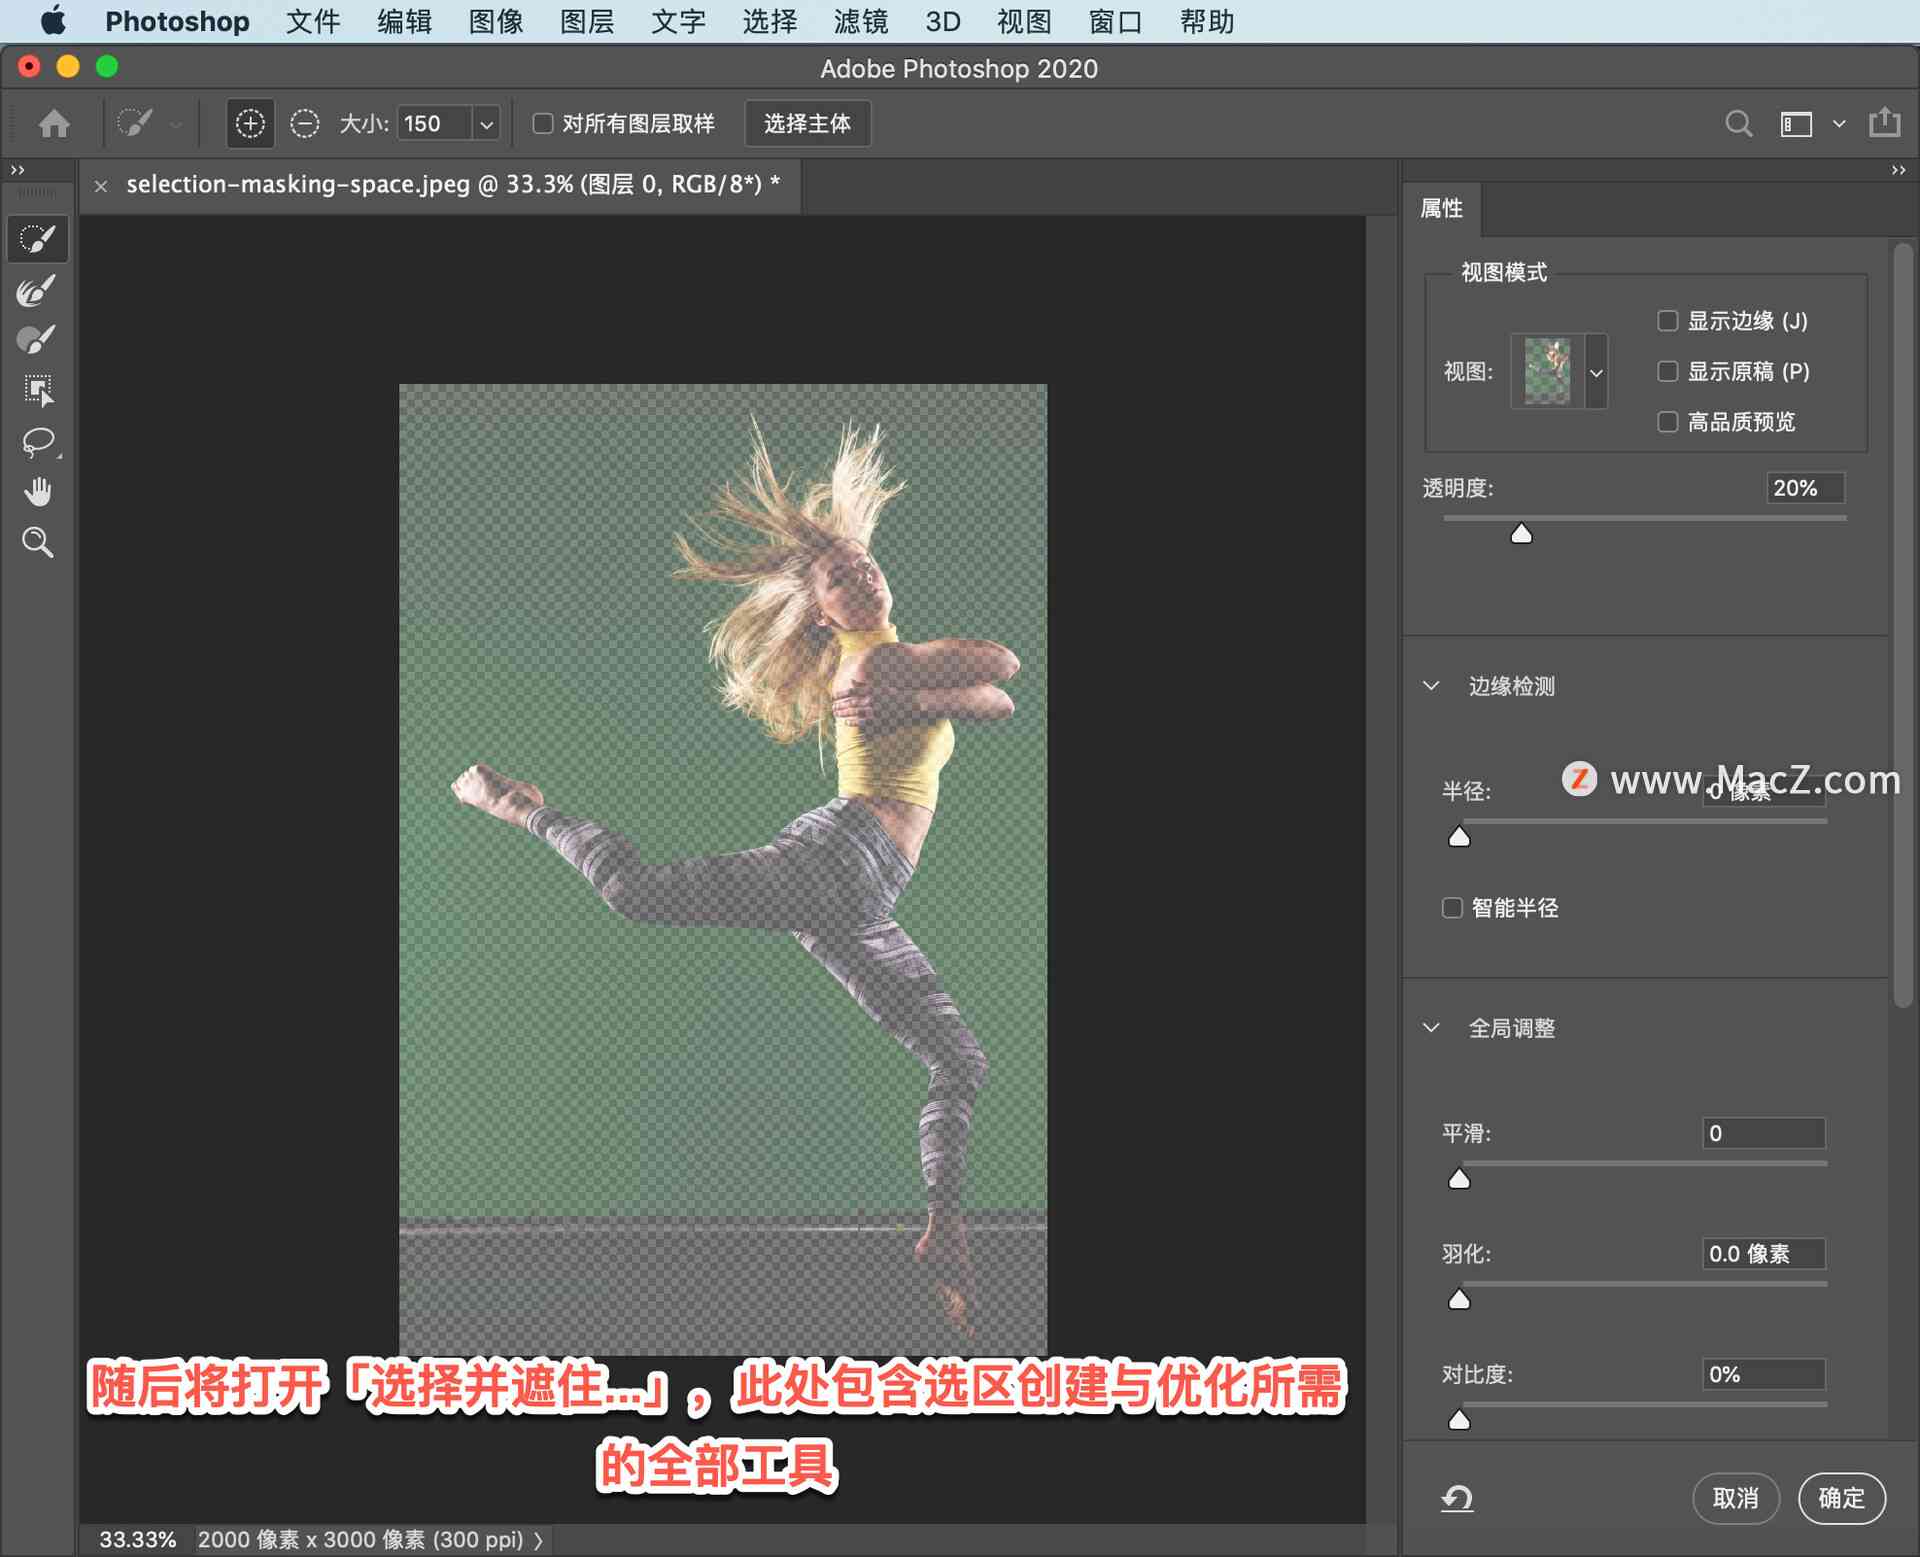 Photoshop 文件 编辑 图像 图层 文字 选择 滤镜 3D 视图 窗口 帮助
Adobe Photoshop 2020
大小: 150 对所有图层取样 选择主体
selection-masking-space.jpeg @ 33.3% (图层 0, RGB/8*) *
属性
视图模式
显示边缘 (J)
视图: 显示原稿 (P)
高品质预览
透明度: 20%
边缘检测
www.MacZ.com
半径: 0 像素
智能半径
全局调整
平滑: 0
羽化: 0.0 像素
对比度: 0%
随后将打开「选择并遮住...」，此处包含选区创建与优化所需
的全部工具
取消 确定
33.33% 2000 像素 x 3000 像素 (300 ppi)